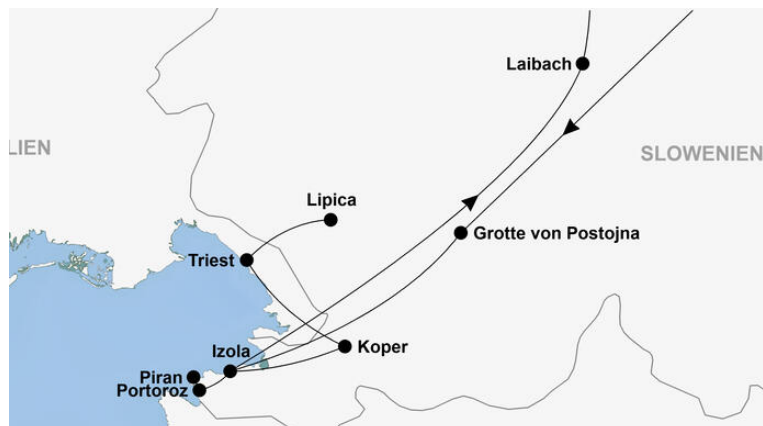 Laibach
LIEN
SLOWENIEN
Lipica
Grotte von Postojna
Triest
Koper
Izola
Piran
Portoroz